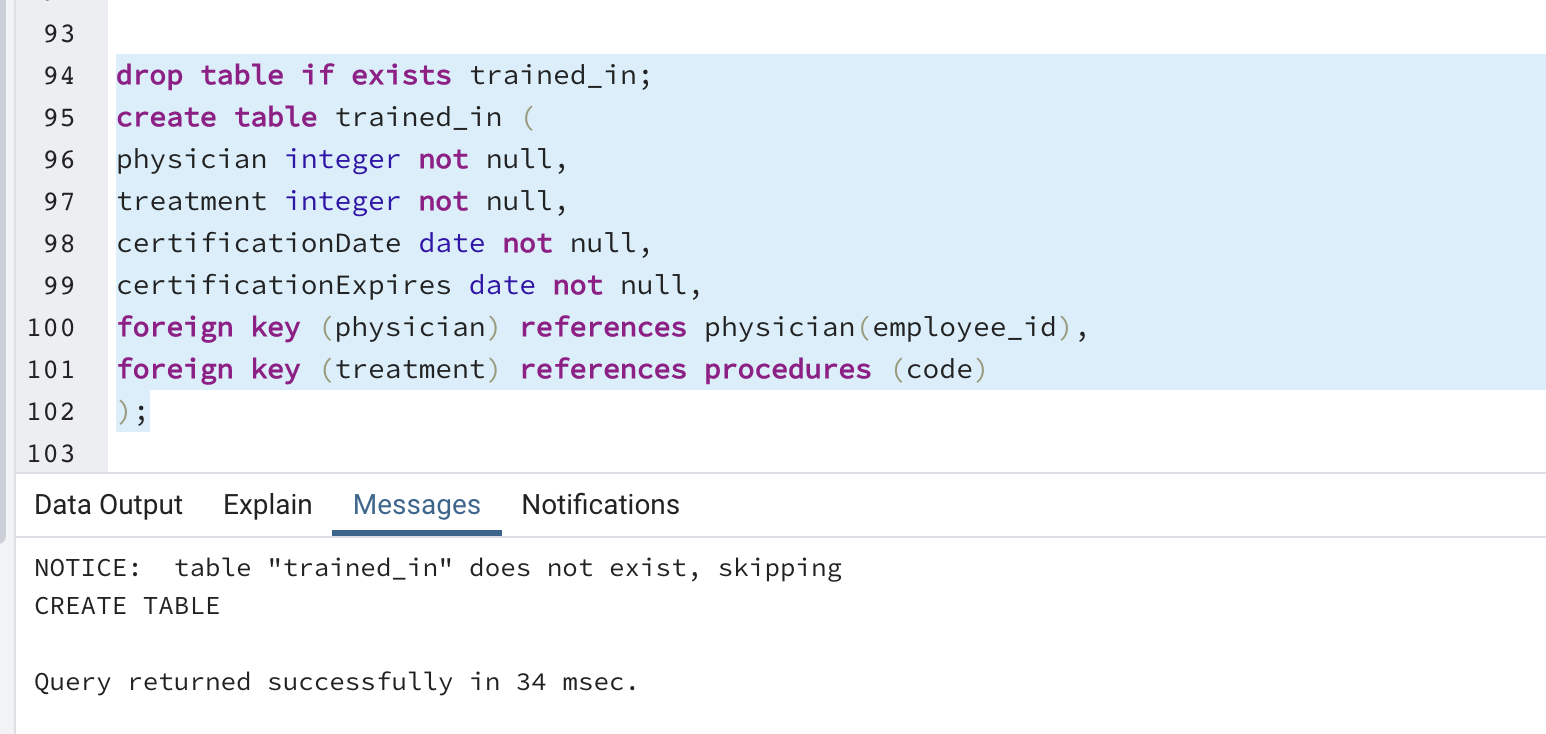 93
94 drop table if exists trained_in;
95 create table trained_in (
96 physician integer not null,
97 treatment integer not null,
98 certificationDate date not null,
99 certificationExpires date not null,
100 foreign key (physician) references physician(employee_id),
101 foreign key (treatment) references procedures (code)
102 );
103
Data Output Explain Messages Notifications
NOTICE:  table "trained_in" does not exist, skipping
CREATE TABLE
Query returned successfully in 34 msec.